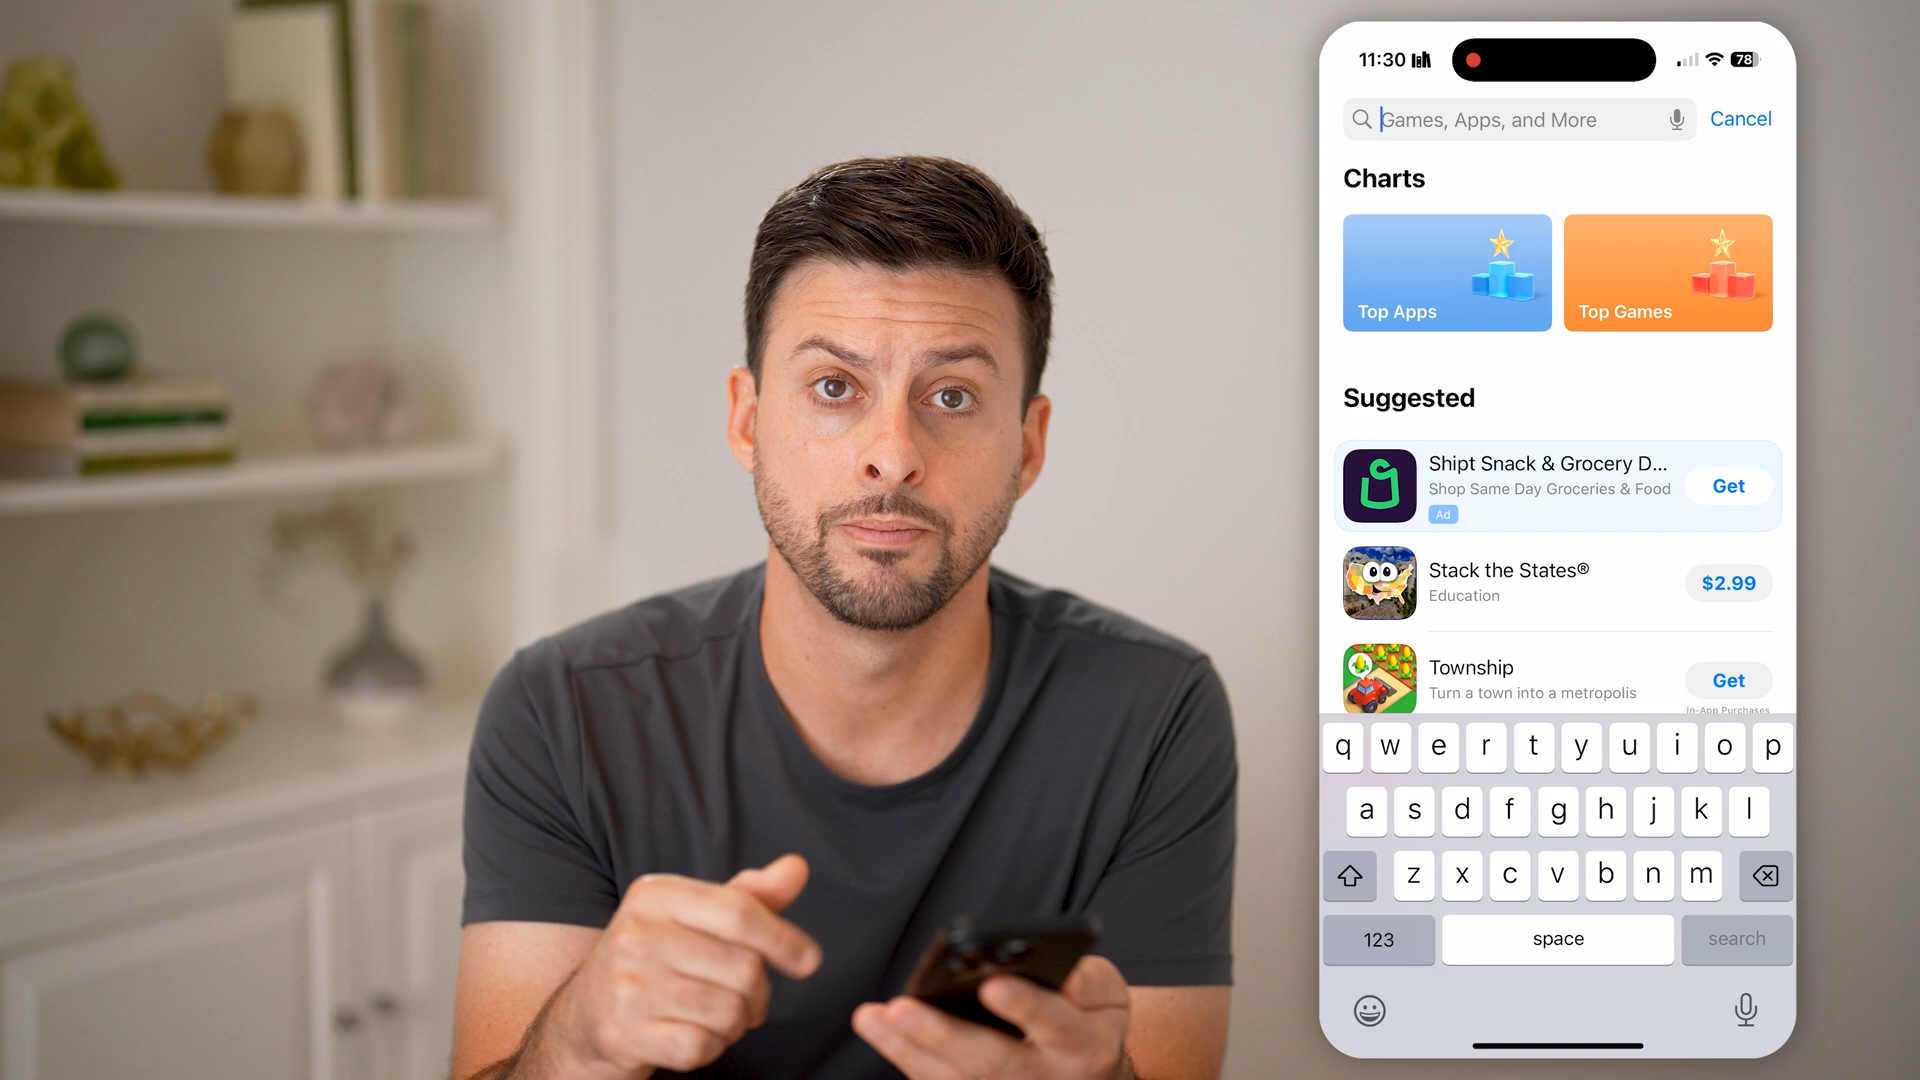 11:30
78
Games, Apps, and More
Cancel
Charts
Top Apps
Top Games
Suggested
Shipt Snack & Grocery D...
Shop Same Day Groceries & Food
Ad
Get
Stack the States®
Education
$2.99
Township
Turn a town into a metropolis
Get
In-App Purchases
q w e r t y u i o p
a s d f g h j k l
z x c v b n m
123
space
search